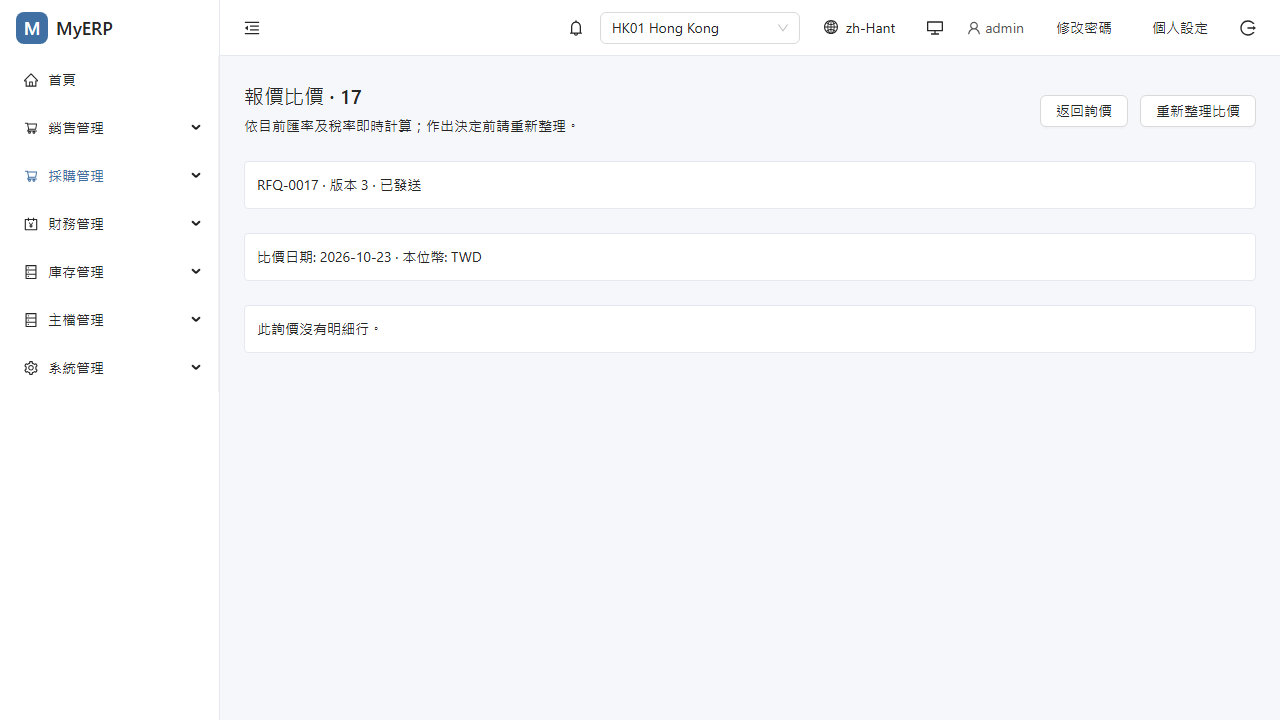 M MyERP
HK01 Hong Kong
zh-Hant
admin
修改密碼
個人設定
首頁
銷售管理
採購管理
財務管理
庫存管理
主檔管理
系統管理
報價比價 · 17
依目前匯率及稅率即時計算；作出決定前請重新整理。
返回詢價
重新整理比價
RFQ-0017 · 版本 3 · 已發送
比價日期: 2026-10-23 · 本位幣: TWD
此詢價沒有明細行。